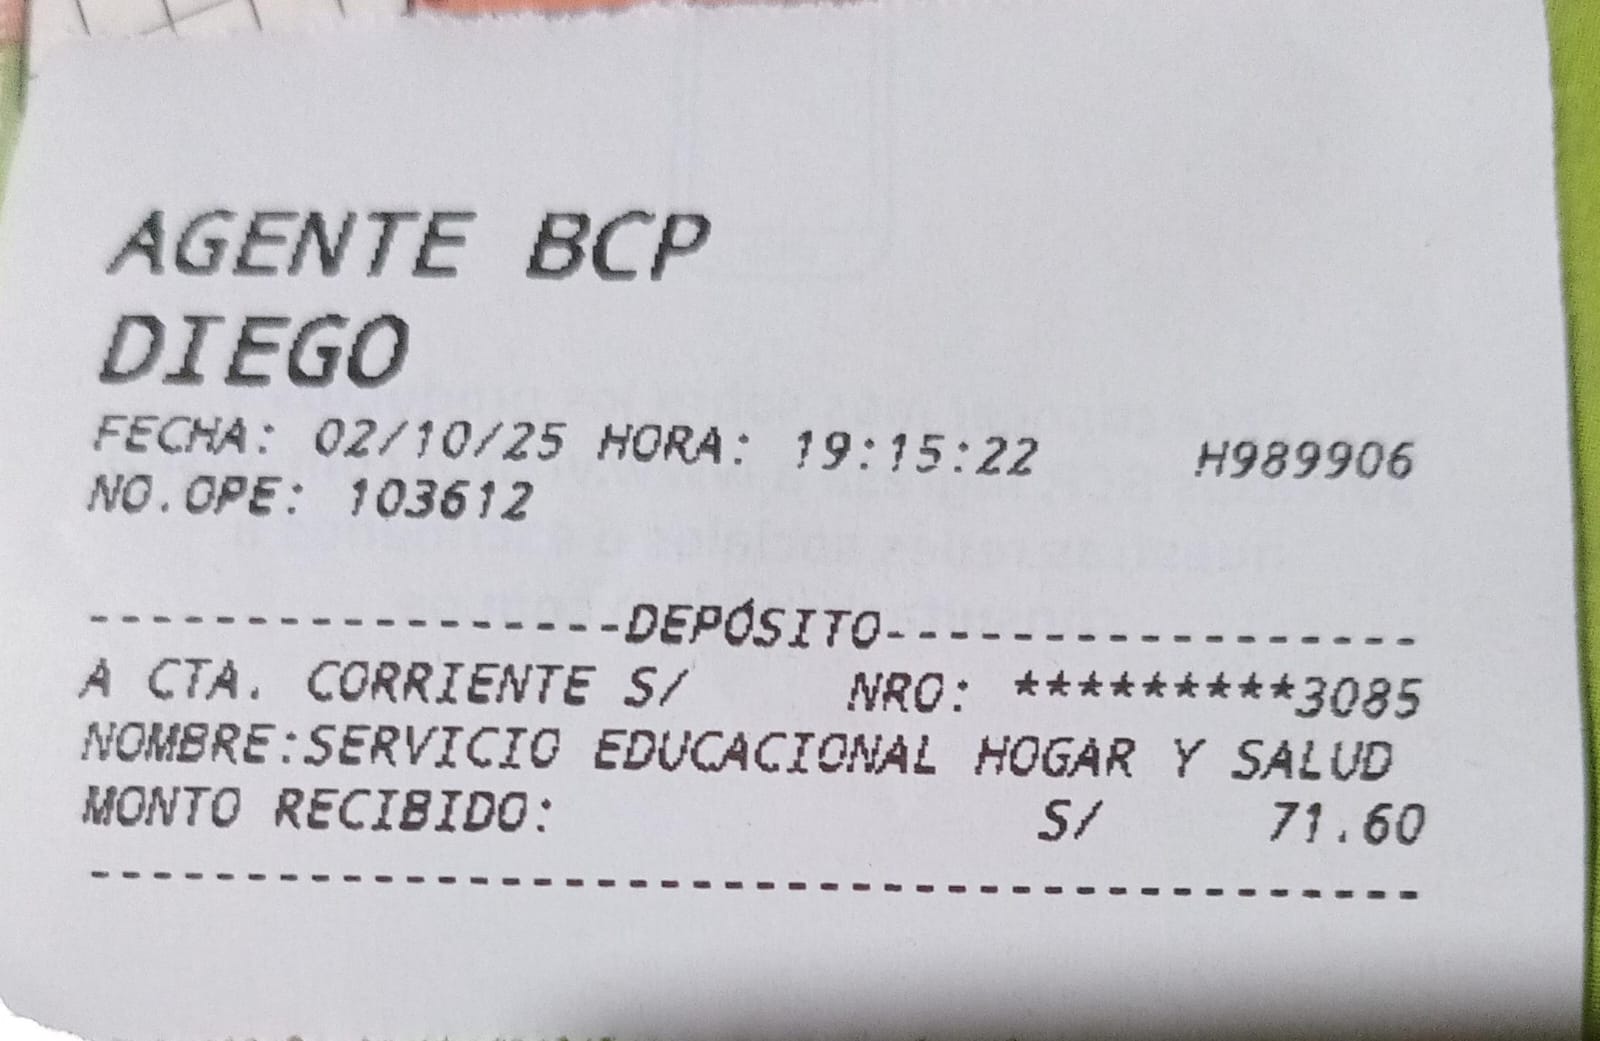 AGENTE BCP
DIEGO
FECHA: 02/10/25 HORA: 19:15:22 H989906
NO.OPE: 103612
------------------DEPÓSITO------------------
A CTA. CORRIENTE S/ NRO: *********3085
NOMBRE:SERVICIO EDUCACIONAL HOGAR Y SALUD
MONTO RECIBIDO: S/ 71.60
--------------------------------------------